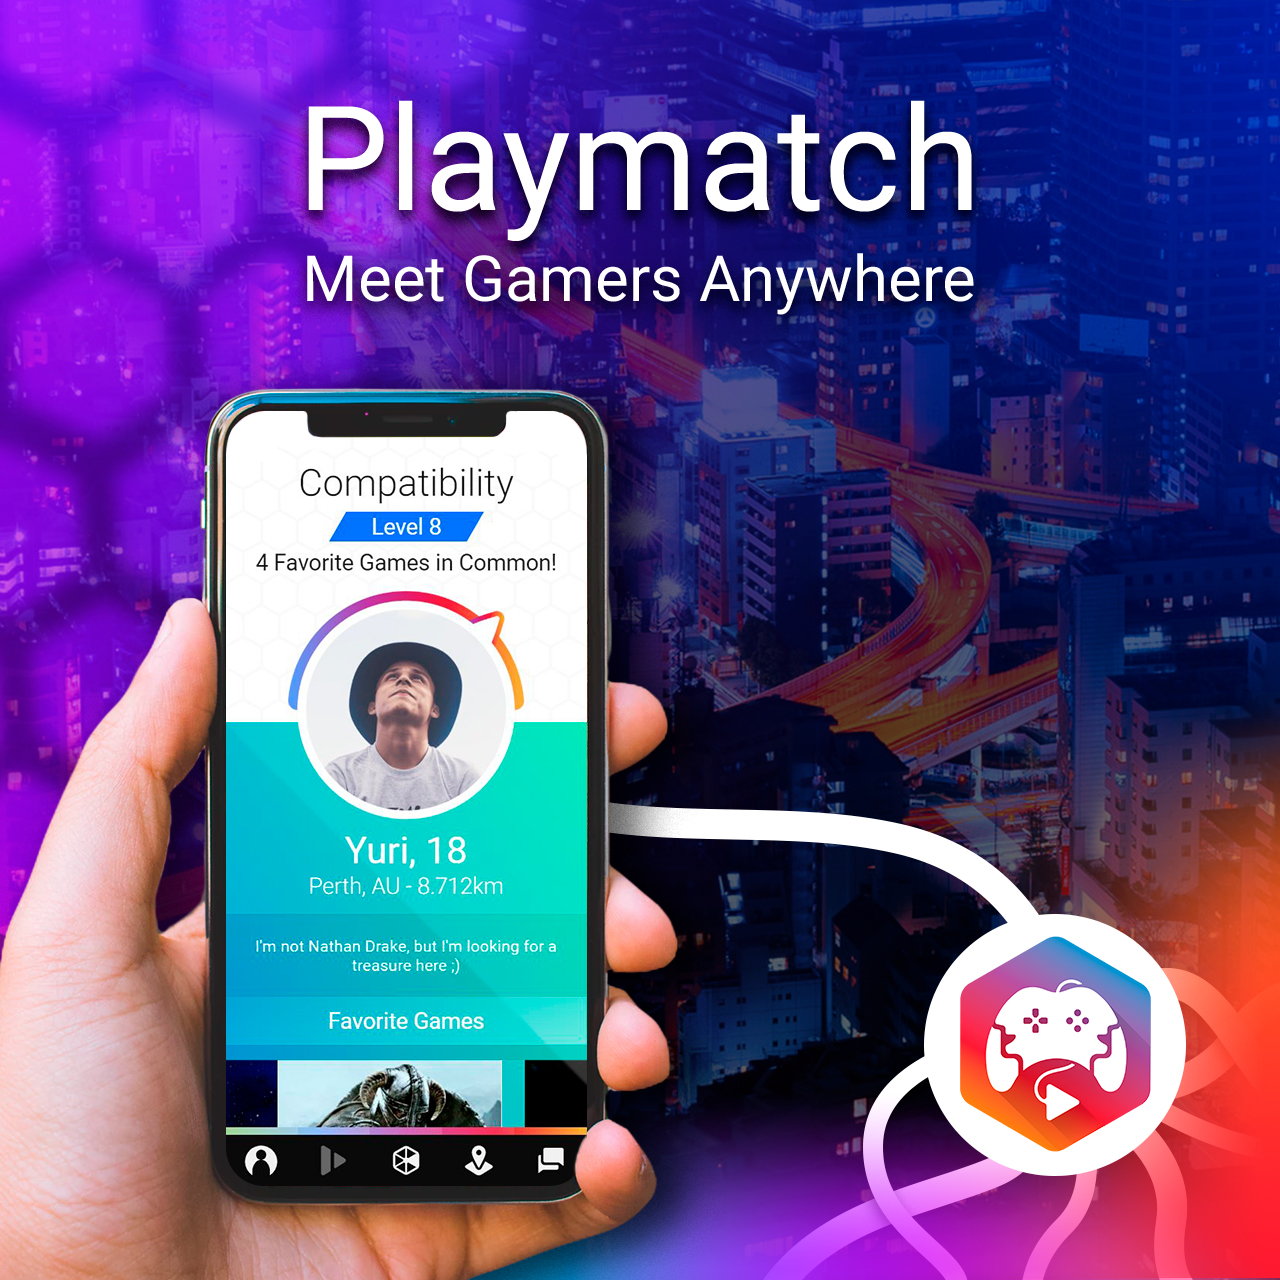 Playmatch
Meet Gamers Anywhere
Compatibility
Level 8
4 Favorite Games in Common!
Yuri, 18
Perth, AU - 8.712km
I'm not Nathan Drake, but I'm looking for a
treasure here ;)
Favorite Games